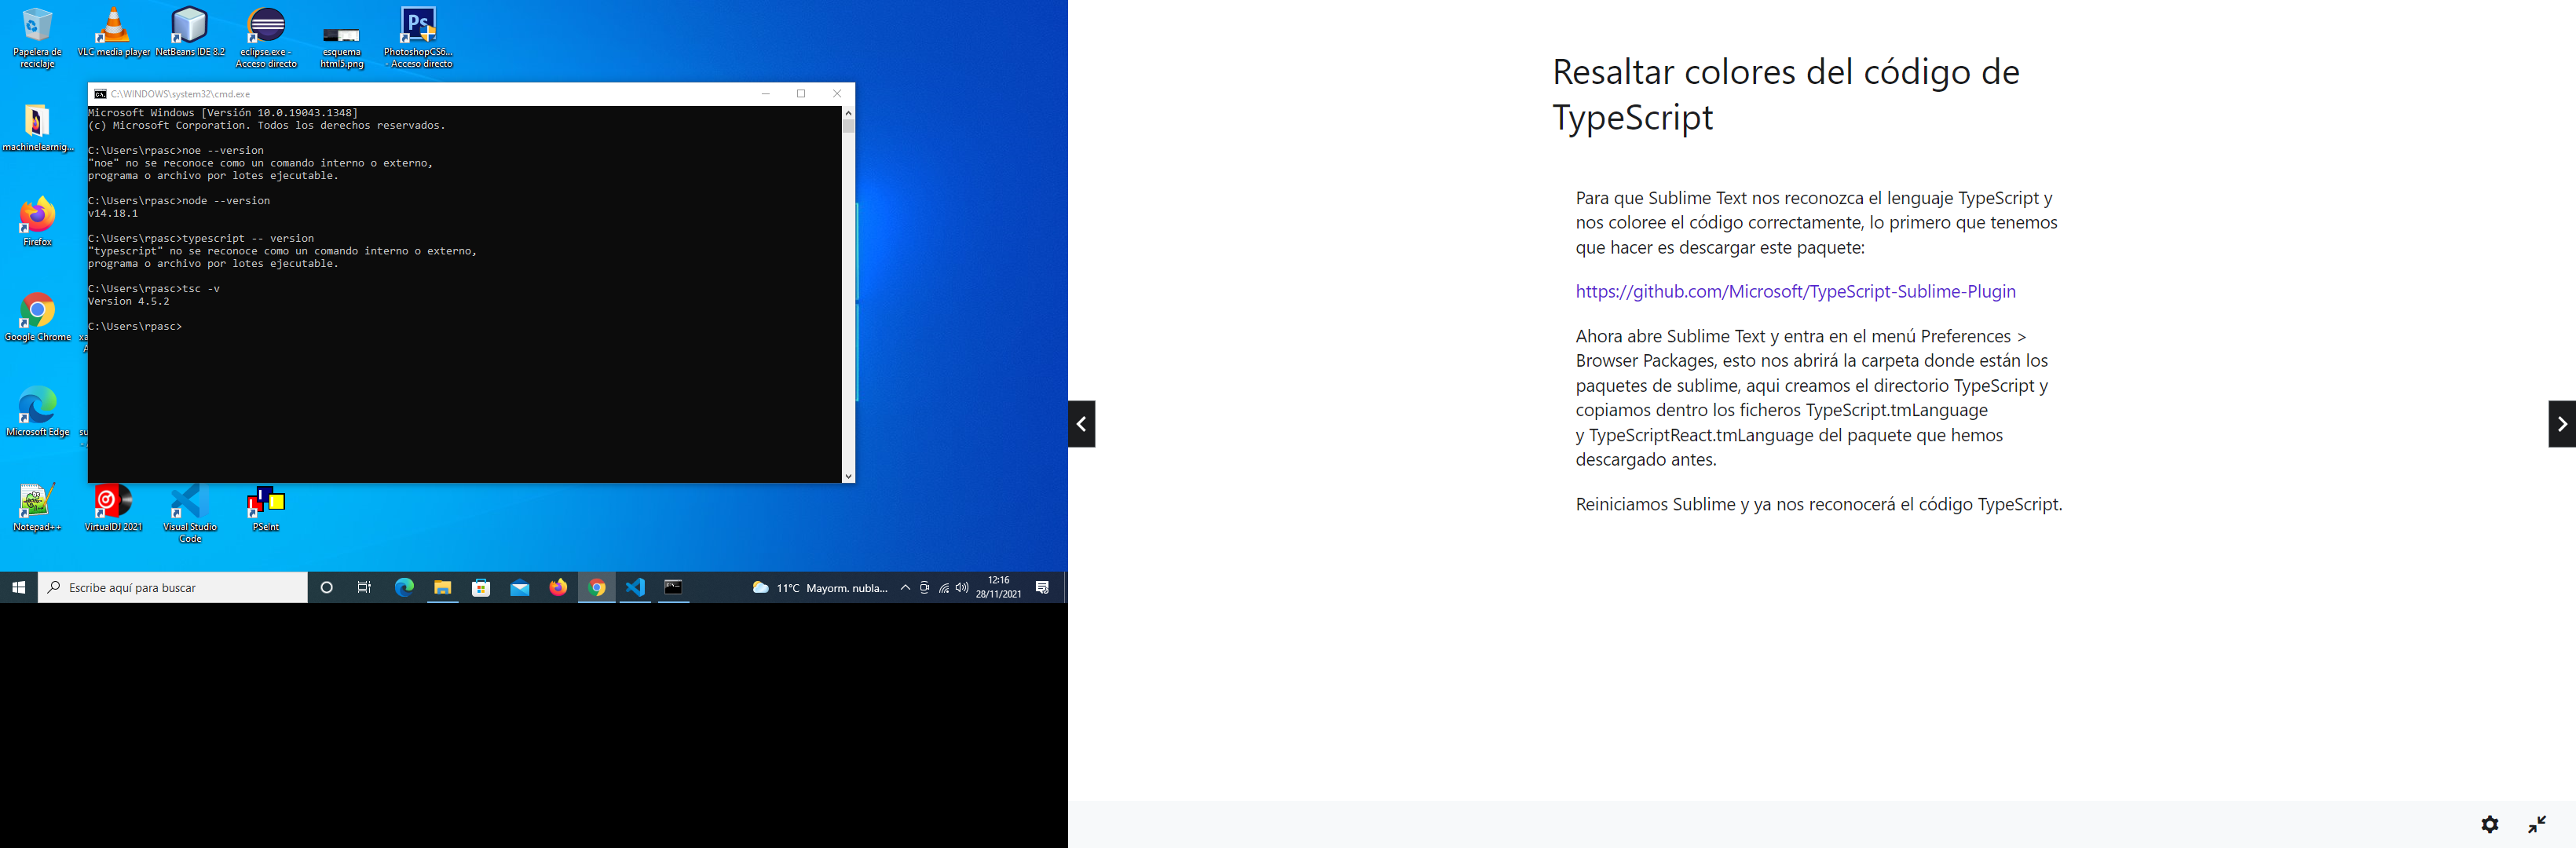 Papelera de
reciclaje
VLC media player
NetBeans IDE 8.2
eclipse.exe -
Acceso directo
esquema
html5.png
PhotoshopCS6...
- Acceso directo
machinelearnig...
Firefox
Google Chrome
Microsoft Edge
Notepad++
VirtualDJ 2021
Visual Studio
Code
PSeInt
C:\WINDOWS\system32\cmd.exe
Microsoft Windows [Versión 10.0.19043.1348]
(c) Microsoft Corporation. Todos los derechos reservados.
C:\Users\rpasc>noe --version
"noe" no se reconoce como un comando interno o externo,
programa o archivo por lotes ejecutable.
C:\Users\rpasc>node --version
v14.18.1
C:\Users\rpasc>typescript -- version
"typescript" no se reconoce como un comando interno o externo,
programa o archivo por lotes ejecutable.
C:\Users\rpasc>tsc -v
Version 4.5.2
C:\Users\rpasc>
Escribe aquí para buscar
11°C Mayorm. nubla...
12:16
28/11/2021
Resaltar colores del código de
TypeScript
Para que Sublime Text nos reconozca el lenguaje TypeScript y
nos coloree el código correctamente, lo primero que tenemos
que hacer es descargar este paquete:
https://github.com/Microsoft/TypeScript-Sublime-Plugin
Ahora abre Sublime Text y entra en el menú Preferences >
Browser Packages, esto nos abrirá la carpeta donde están los
paquetes de sublime, aqui creamos el directorio TypeScript y
copiamos dentro los ficheros TypeScript.tmLanguage
y TypeScriptReact.tmLanguage del paquete que hemos
descargado antes.
Reiniciamos Sublime y ya nos reconocerá el código TypeScript.